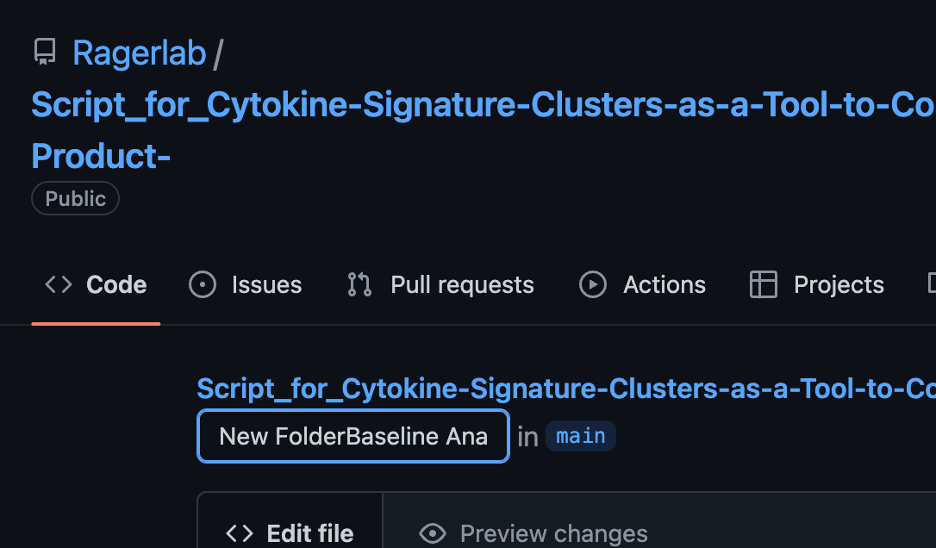 Ragerlab /
Script_for_Cytokine-Signature-Clusters-as-a-Tool-to-Co
Product-
Public
Code Issues Pull requests Actions Projects
Script_for_Cytokine-Signature-Clusters-as-a-Tool-to-Co
New FolderBaseline Ana in main
Edit file Preview changes